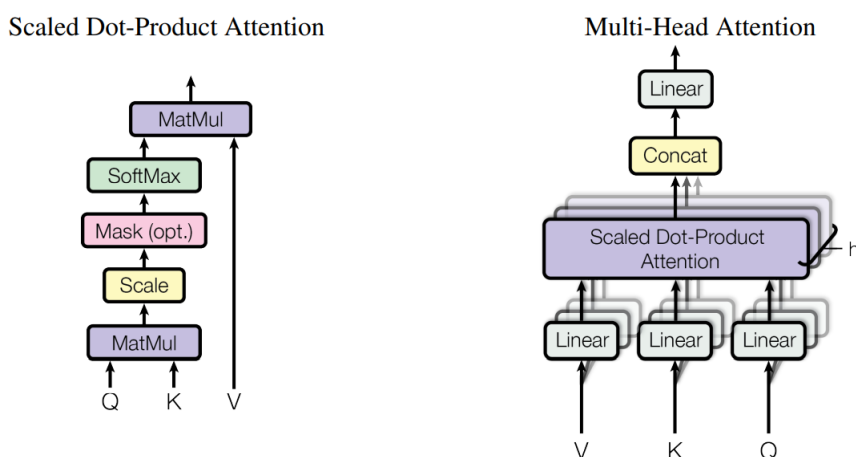 Scaled Dot-Product Attention
MatMul
SoftMax
Mask (opt.)
Scale
MatMul
Q K V
Multi-Head Attention
Linear
Concat
Scaled Dot-Product
Attention
h
Linear Linear Linear
V K Q